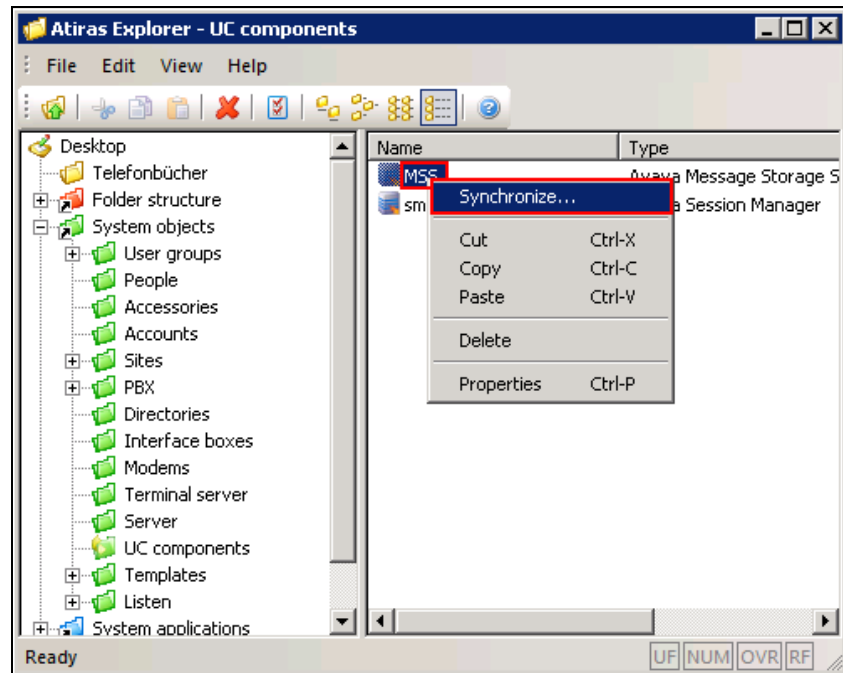 Atiras Explorer - UC components
File Edit View Help
Desktop
Telefonbücher
Folder structure
System objects
User groups
People
Accessories
Accounts
Sites
PBX
Directories
Interface boxes
Modems
Terminal server
Server
UC components
Templates
Listen
System applications
Name Type
MSS Avaya Message Storage S
sm a Session Manager
Synchronize...
Cut Ctrl-X
Copy Ctrl-C
Paste Ctrl-V
Delete
Properties Ctrl-P
Ready UF NUM OVR RF